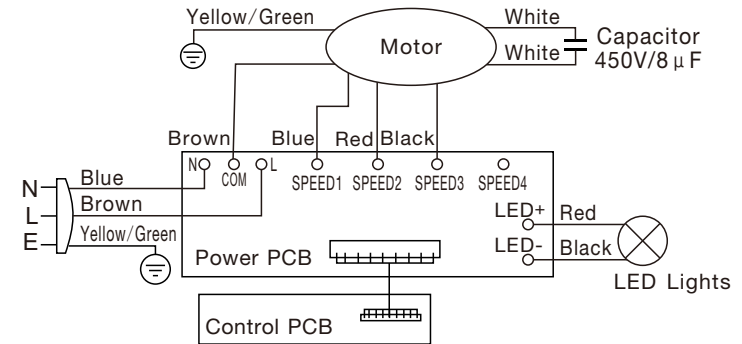 Yellow/Green
Motor
White
White
Capacitor
450V/8μF
Brown
Blue
Red
Black
N
COM
L
SPEED1
SPEED2
SPEED3
SPEED4
N
Blue
L
Brown
E
Yellow/Green
LED+
Red
LED-
Black
LED Lights
Power PCB
Control PCB